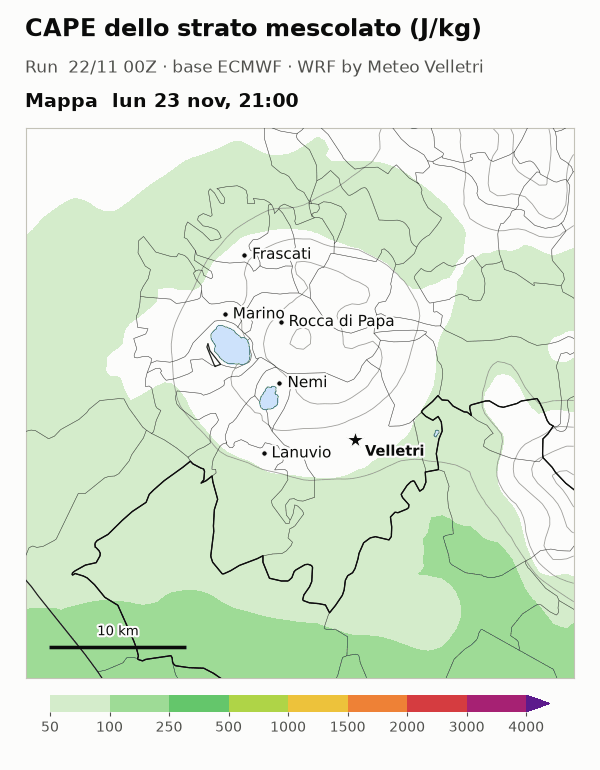 CAPE dello strato mescolato (J/kg)
Run  22/11 00Z · base ECMWF · WRF by Meteo Velletri
Mappa  lun 23 nov, 21:00
Frascati
Marino
Rocca di Papa
Nemi
Velletri
Lanuvio
10 km
50 100 250 500 1000 1500 2000 3000 4000